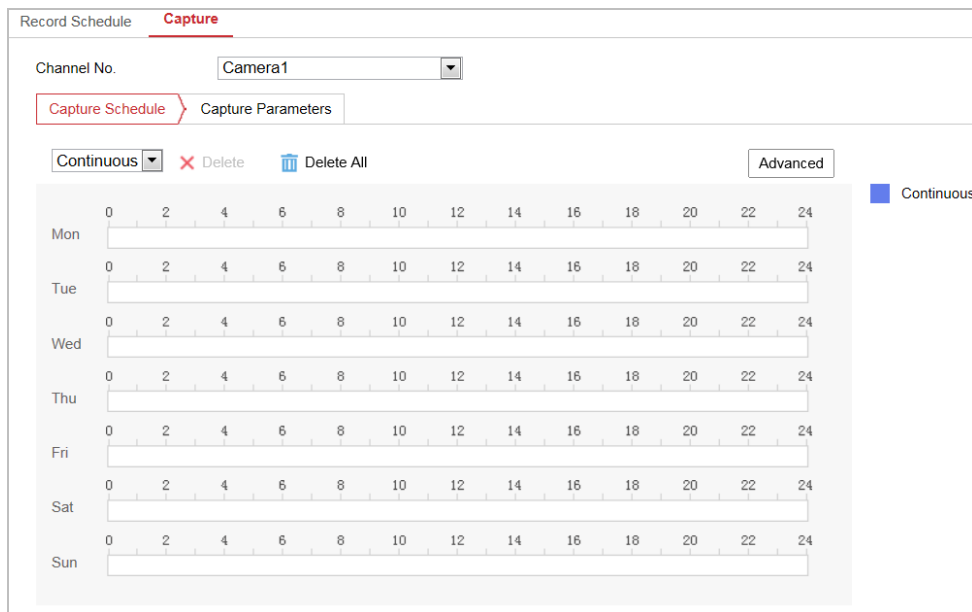 Record Schedule Capture
Channel No. Camera1
Capture Schedule Capture Parameters
Continuous Delete Delete All Advanced
Continuous
0 2 4 6 8 10 12 14 16 18 20 22 24
Mon
0 2 4 6 8 10 12 14 16 18 20 22 24
Tue
0 2 4 6 8 10 12 14 16 18 20 22 24
Wed
0 2 4 6 8 10 12 14 16 18 20 22 24
Thu
0 2 4 6 8 10 12 14 16 18 20 22 24
Fri
0 2 4 6 8 10 12 14 16 18 20 22 24
Sat
0 2 4 6 8 10 12 14 16 18 20 22 24
Sun